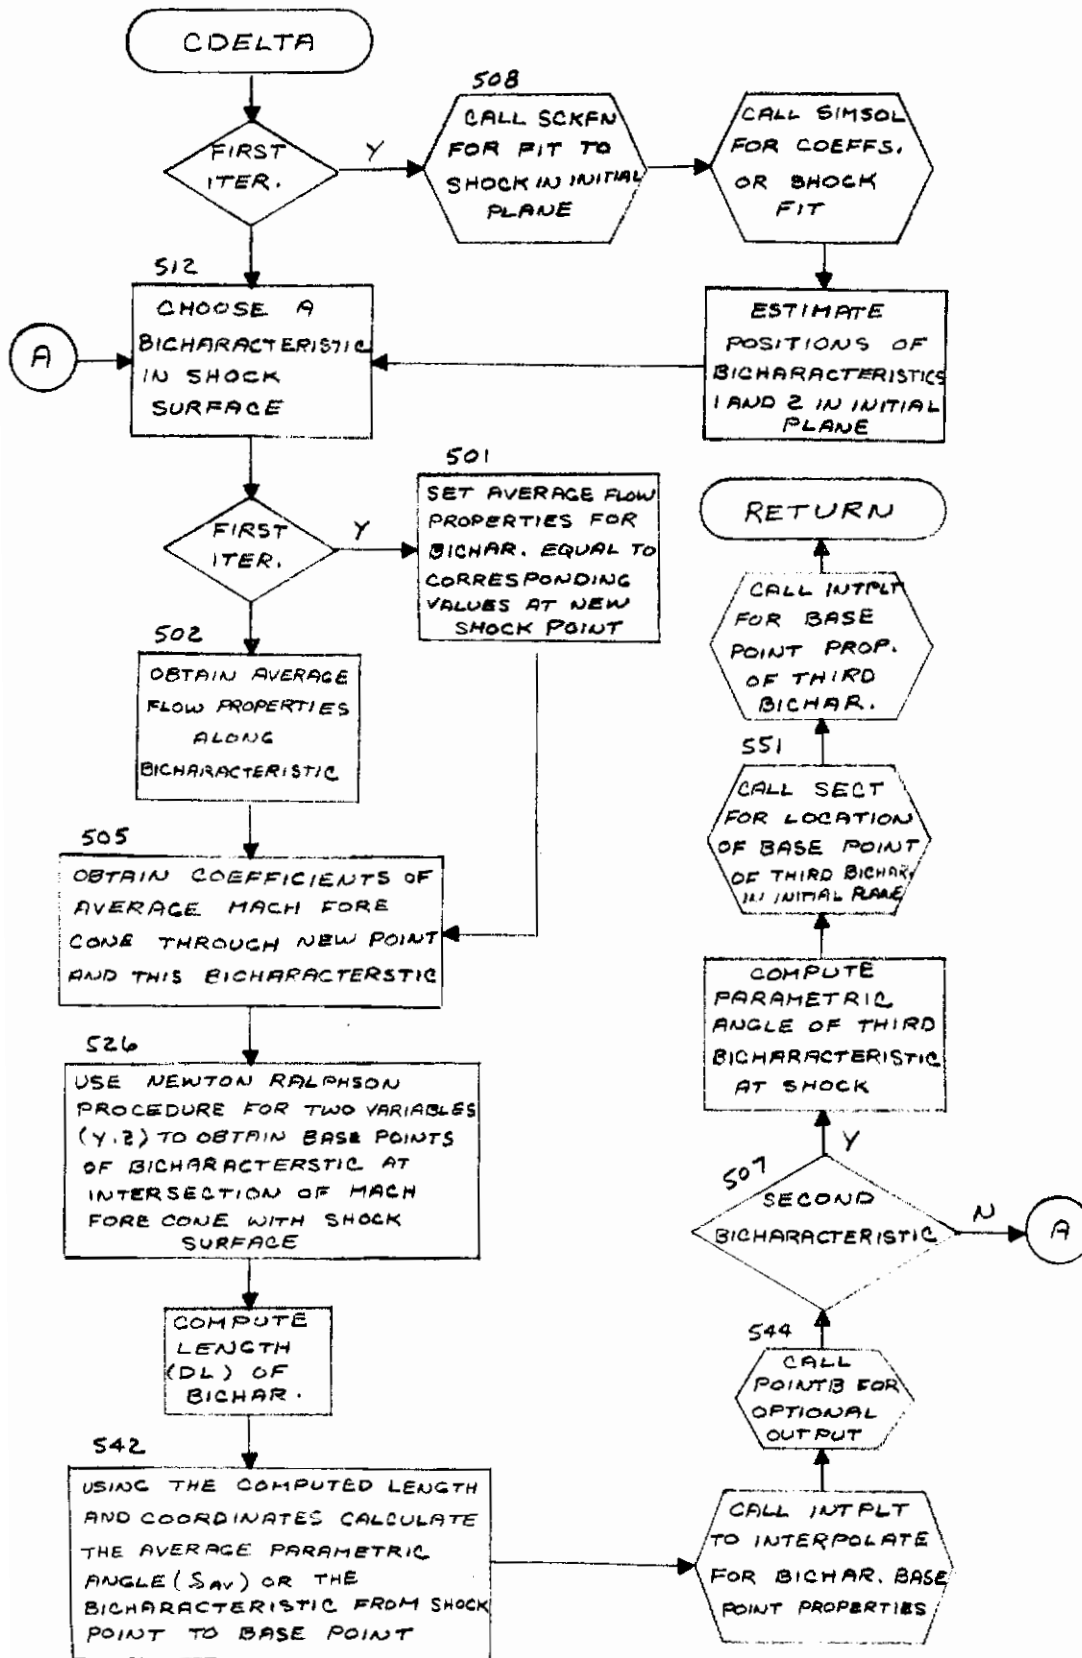 CDELTA
FIRST
ITER.
Y
508
CALL SCKFN
FOR FIT TO
SHOCK IN INITIAL
PLANE
CALL SIMSOL
FOR COEFFS.
OR SHOCK
FIT
ESTIMATE
POSITIONS OF
BICHARACTERISTICS
1 AND 2 IN INITIAL
PLANE
512
CHOOSE A
BICHARACTERISTIC
IN SHOCK
SURFACE
A
FIRST
ITER.
Y
501
SET AVERAGE FLOW
PROPERTIES FOR
BICHAR. EQUAL TO
CORRESPONDING
VALUES AT NEW
SHOCK POINT
502
OBTAIN AVERAGE
FLOW PROPERTIES
ALONG
BICHARACTERISTIC
505
OBTAIN COEFFICIENTS OF
AVERAGE MACH FORE
CONE THROUGH NEW POINT
AND THIS BICHARACTERSTIC
526
USE NEWTON RALPHSON
PROCEDURE FOR TWO VARIABLES
(Y.Z) TO OBTAIN BASE POINTS
OF BICHARACTERSTIC AT
INTERSECTION OF MACH
FORE CONE WITH SHOCK
SURFACE
COMPUTE
LENGTH
(DL) OF
BICHAR.
542
USING THE COMPUTED LENGTH
AND COORDINATES CALCULATE
THE AVERAGE PARAMETRIC
ANGLE (SAV) OR THE
BICHARACTERISTIC FROM SHOCK
POINT TO BASE POINT
CALL INTPLT
TO INTERPOLATE
FOR BICHAR. BASE
POINT PROPERTIES
544
CALL
POINTB FOR
OPTIONAL
OUTPUT
507
SECOND
BICHARACTERISTIC
N
A
Y
COMPUTE
PARAMETRIC
ANGLE OF THIRD
BICHARACTERISTIC
AT SHOCK
551
CALL SECT
FOR LOCATION
OF BASE POINT
OF THIRD BICHAR.
IN INITIAL PLANE
CALL INTPLT
FOR BASE
POINT PROP.
OF THIRD
BICHAR.
RETURN